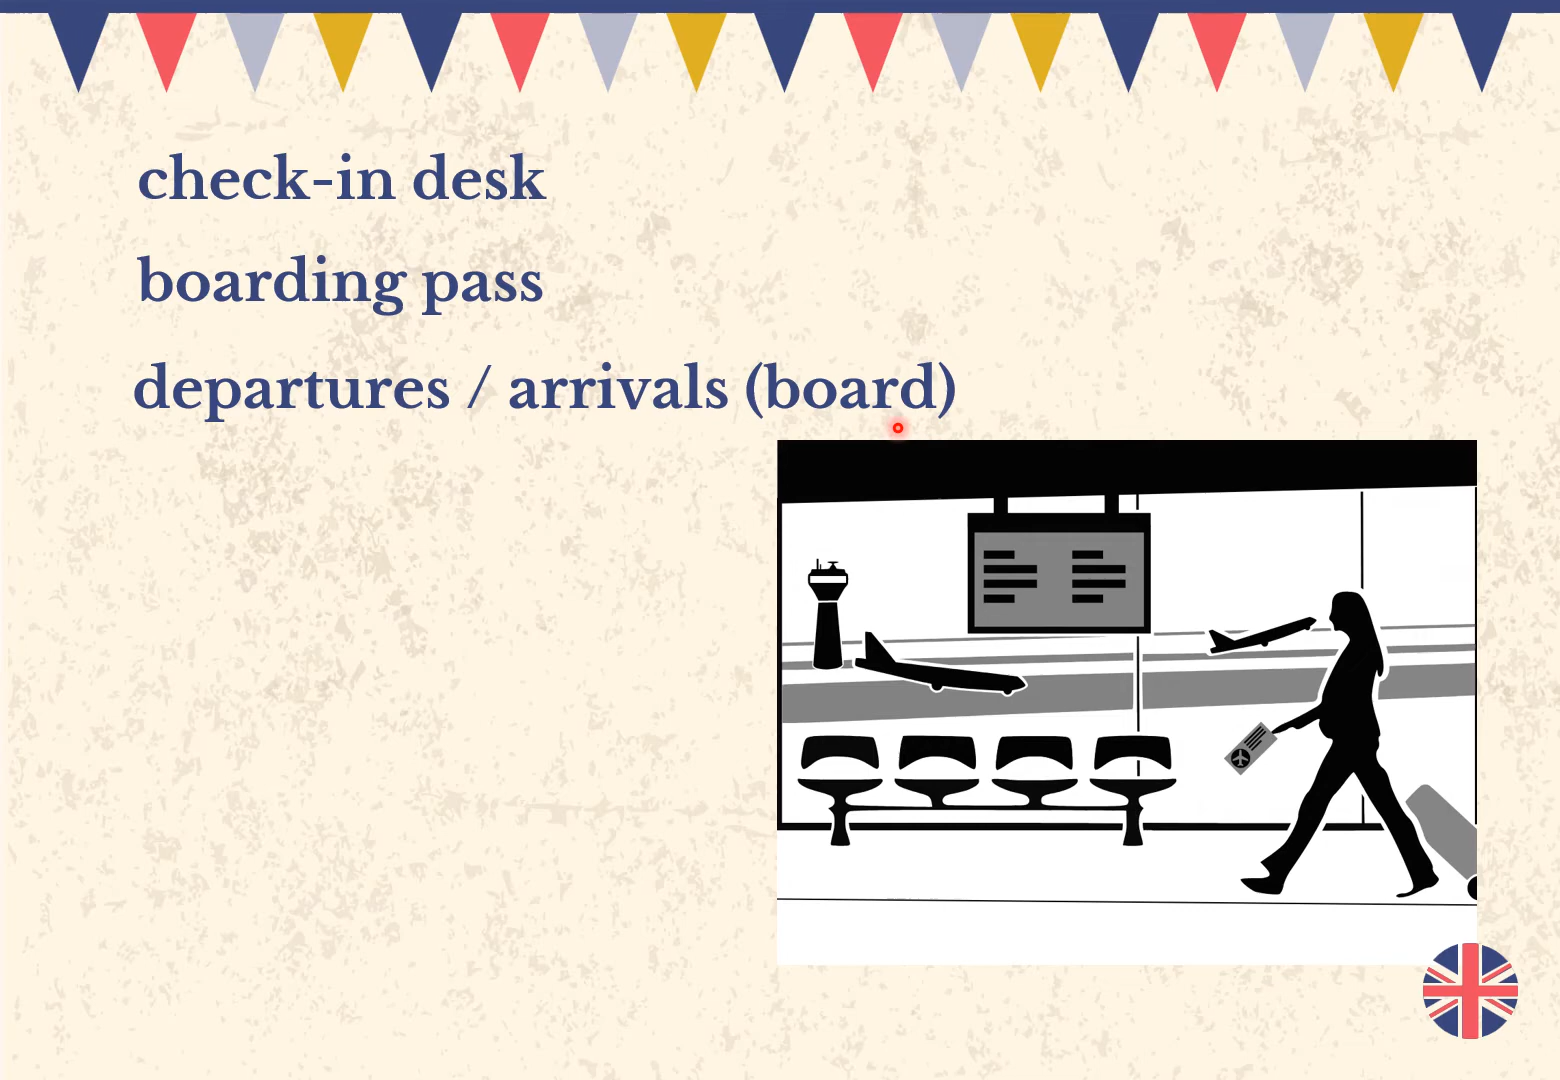 check-in desk
boarding pass
departures / arrivals (board)